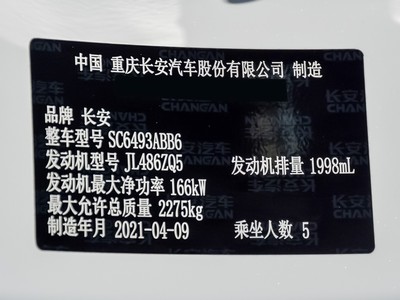 中国 重庆长安汽车股份有限公司 制造
品牌 长安
整车型号 SC6493ABB6
发动机型号 JL486ZQ5 发动机排量 1998mL
发动机最大净功率 166kW
最大允许总质量 2275kg
制造年月 2021-04-09 乘坐人数 5